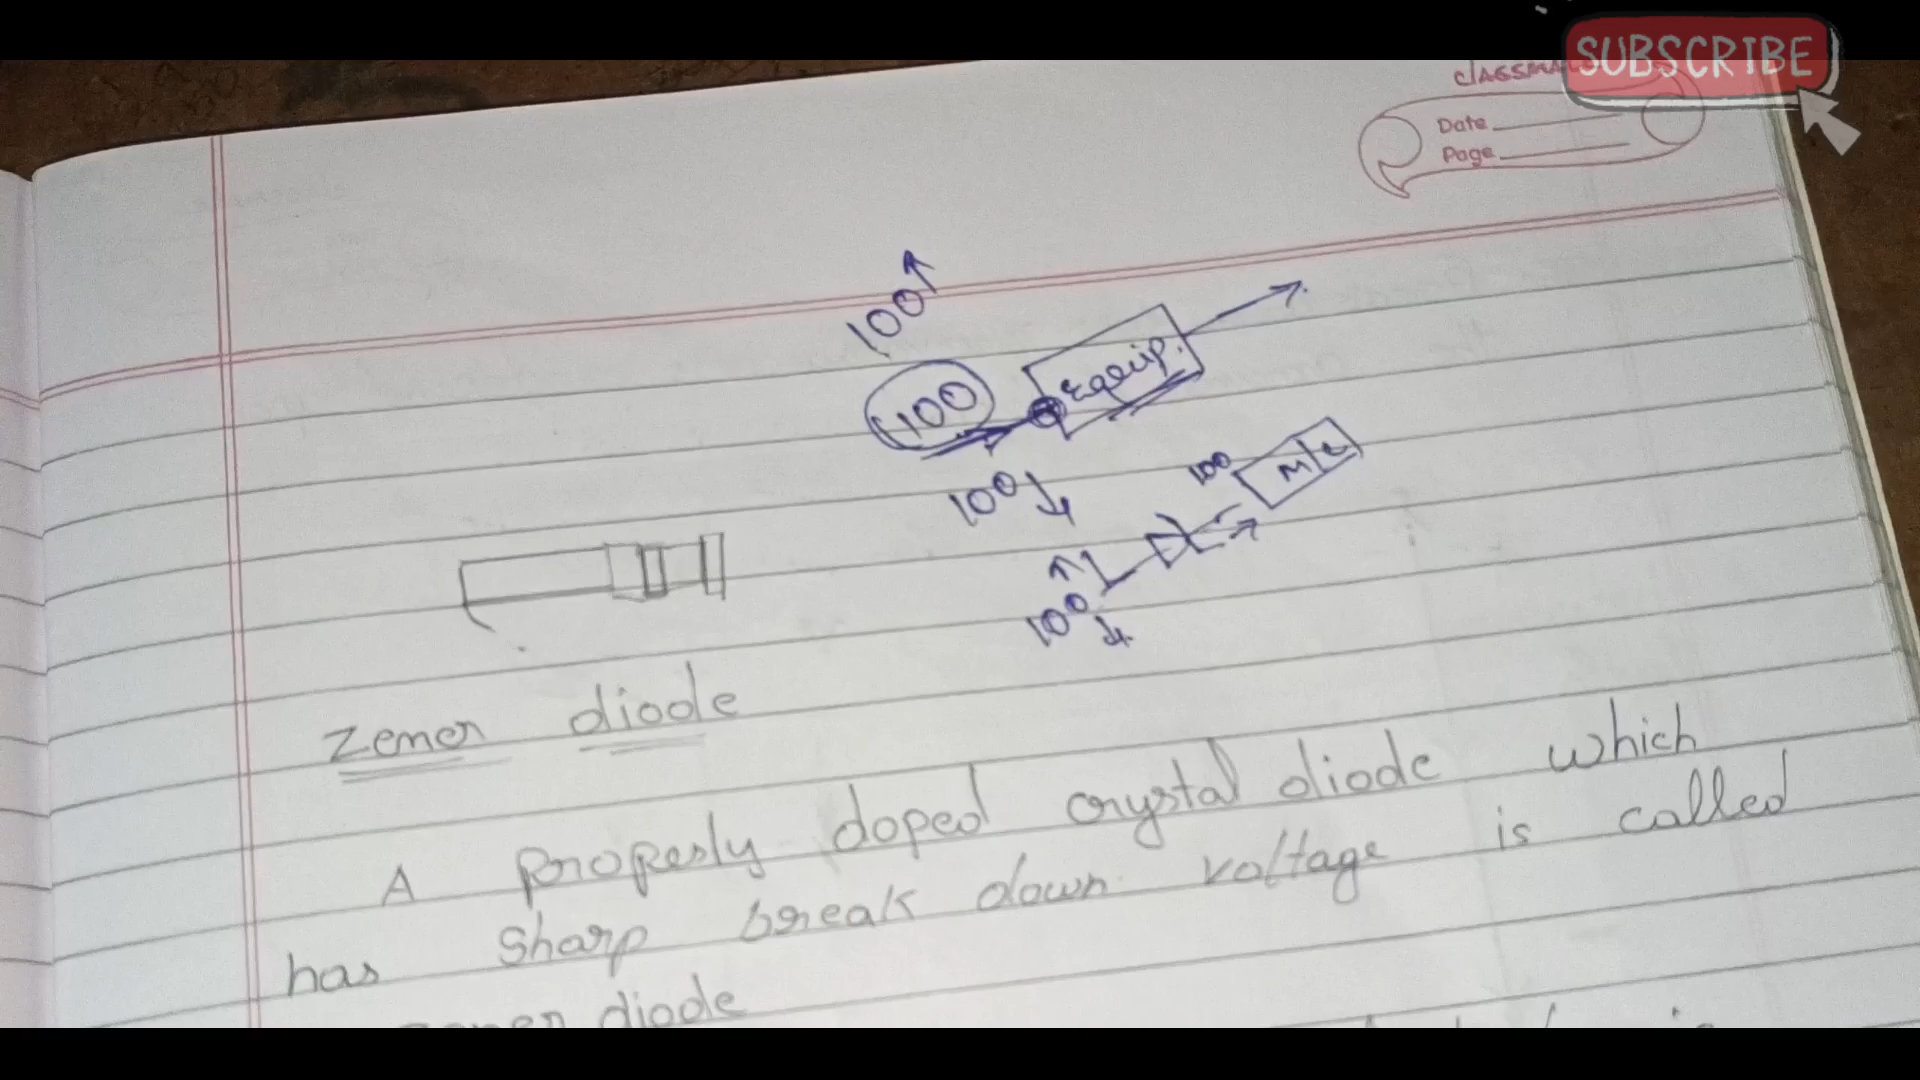 SUBSCRIBE
Date
Page
100
100
Equip.
100
100
M/c
100
Zener diode
A properly doped crystal diode which
has sharp break down voltage is called
zener diode